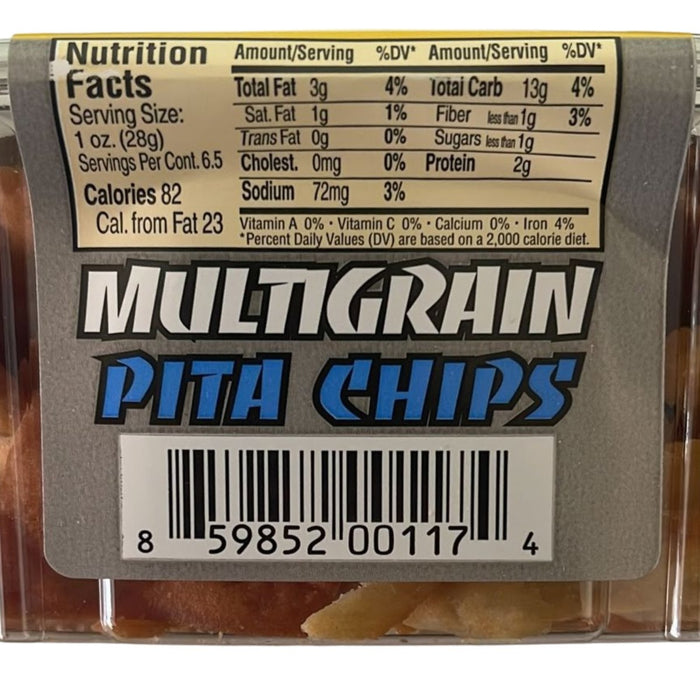 Nutrition
Facts
Serving Size:
1 oz. (28g)
Servings Per Cont. 6.5
Calories 82
Cal. from Fat 23
Amount/Serving %DV* Amount/Serving %DV*
Total Fat 3g 4% Total Carb 13g 4%
Sat. Fat 1g 1% Fiber less than 1g 3%
Trans Fat 0g 0% Sugars less than 1g
Cholest. 0mg 0% Protein 2g
Sodium 72mg 3%
Vitamin A 0% · Vitamin C 0% · Calcium 0% · Iron 4%
*Percent Daily Values (DV) are based on a 2,000 calorie diet.
MULTIGRAIN
PITA CHIPS
8 59852 00117 4